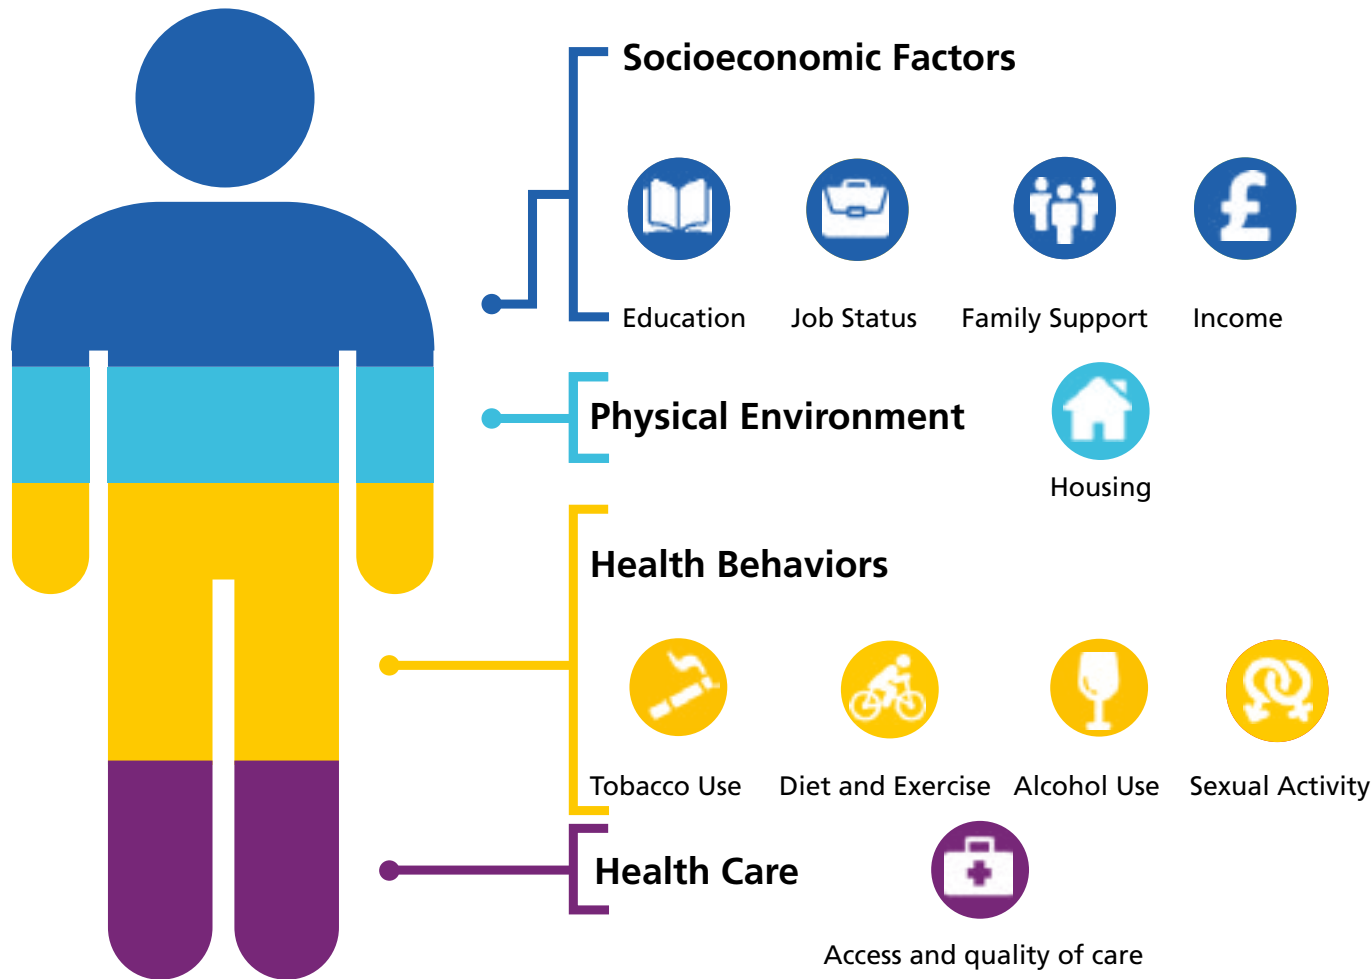 Socioeconomic Factors
£
Education Job Status Family Support Income
Physical Environment
Housing
Health Behaviors
Tobacco Use Diet and Exercise Alcohol Use Sexual Activity
Health Care
Access and quality of care